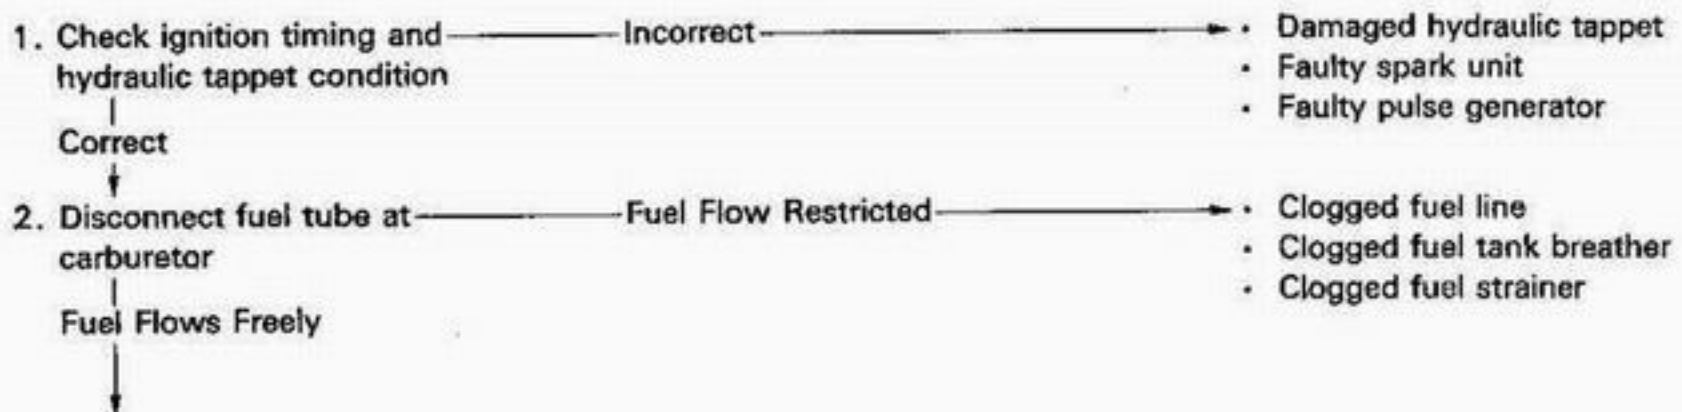 1. Check ignition timing and hydraulic tappet condition
Incorrect
• Damaged hydraulic tappet
• Faulty spark unit
• Faulty pulse generator
Correct
2. Disconnect fuel tube at carburetor
Fuel Flow Restricted
• Clogged fuel line
• Clogged fuel tank breather
• Clogged fuel strainer
Fuel Flows Freely